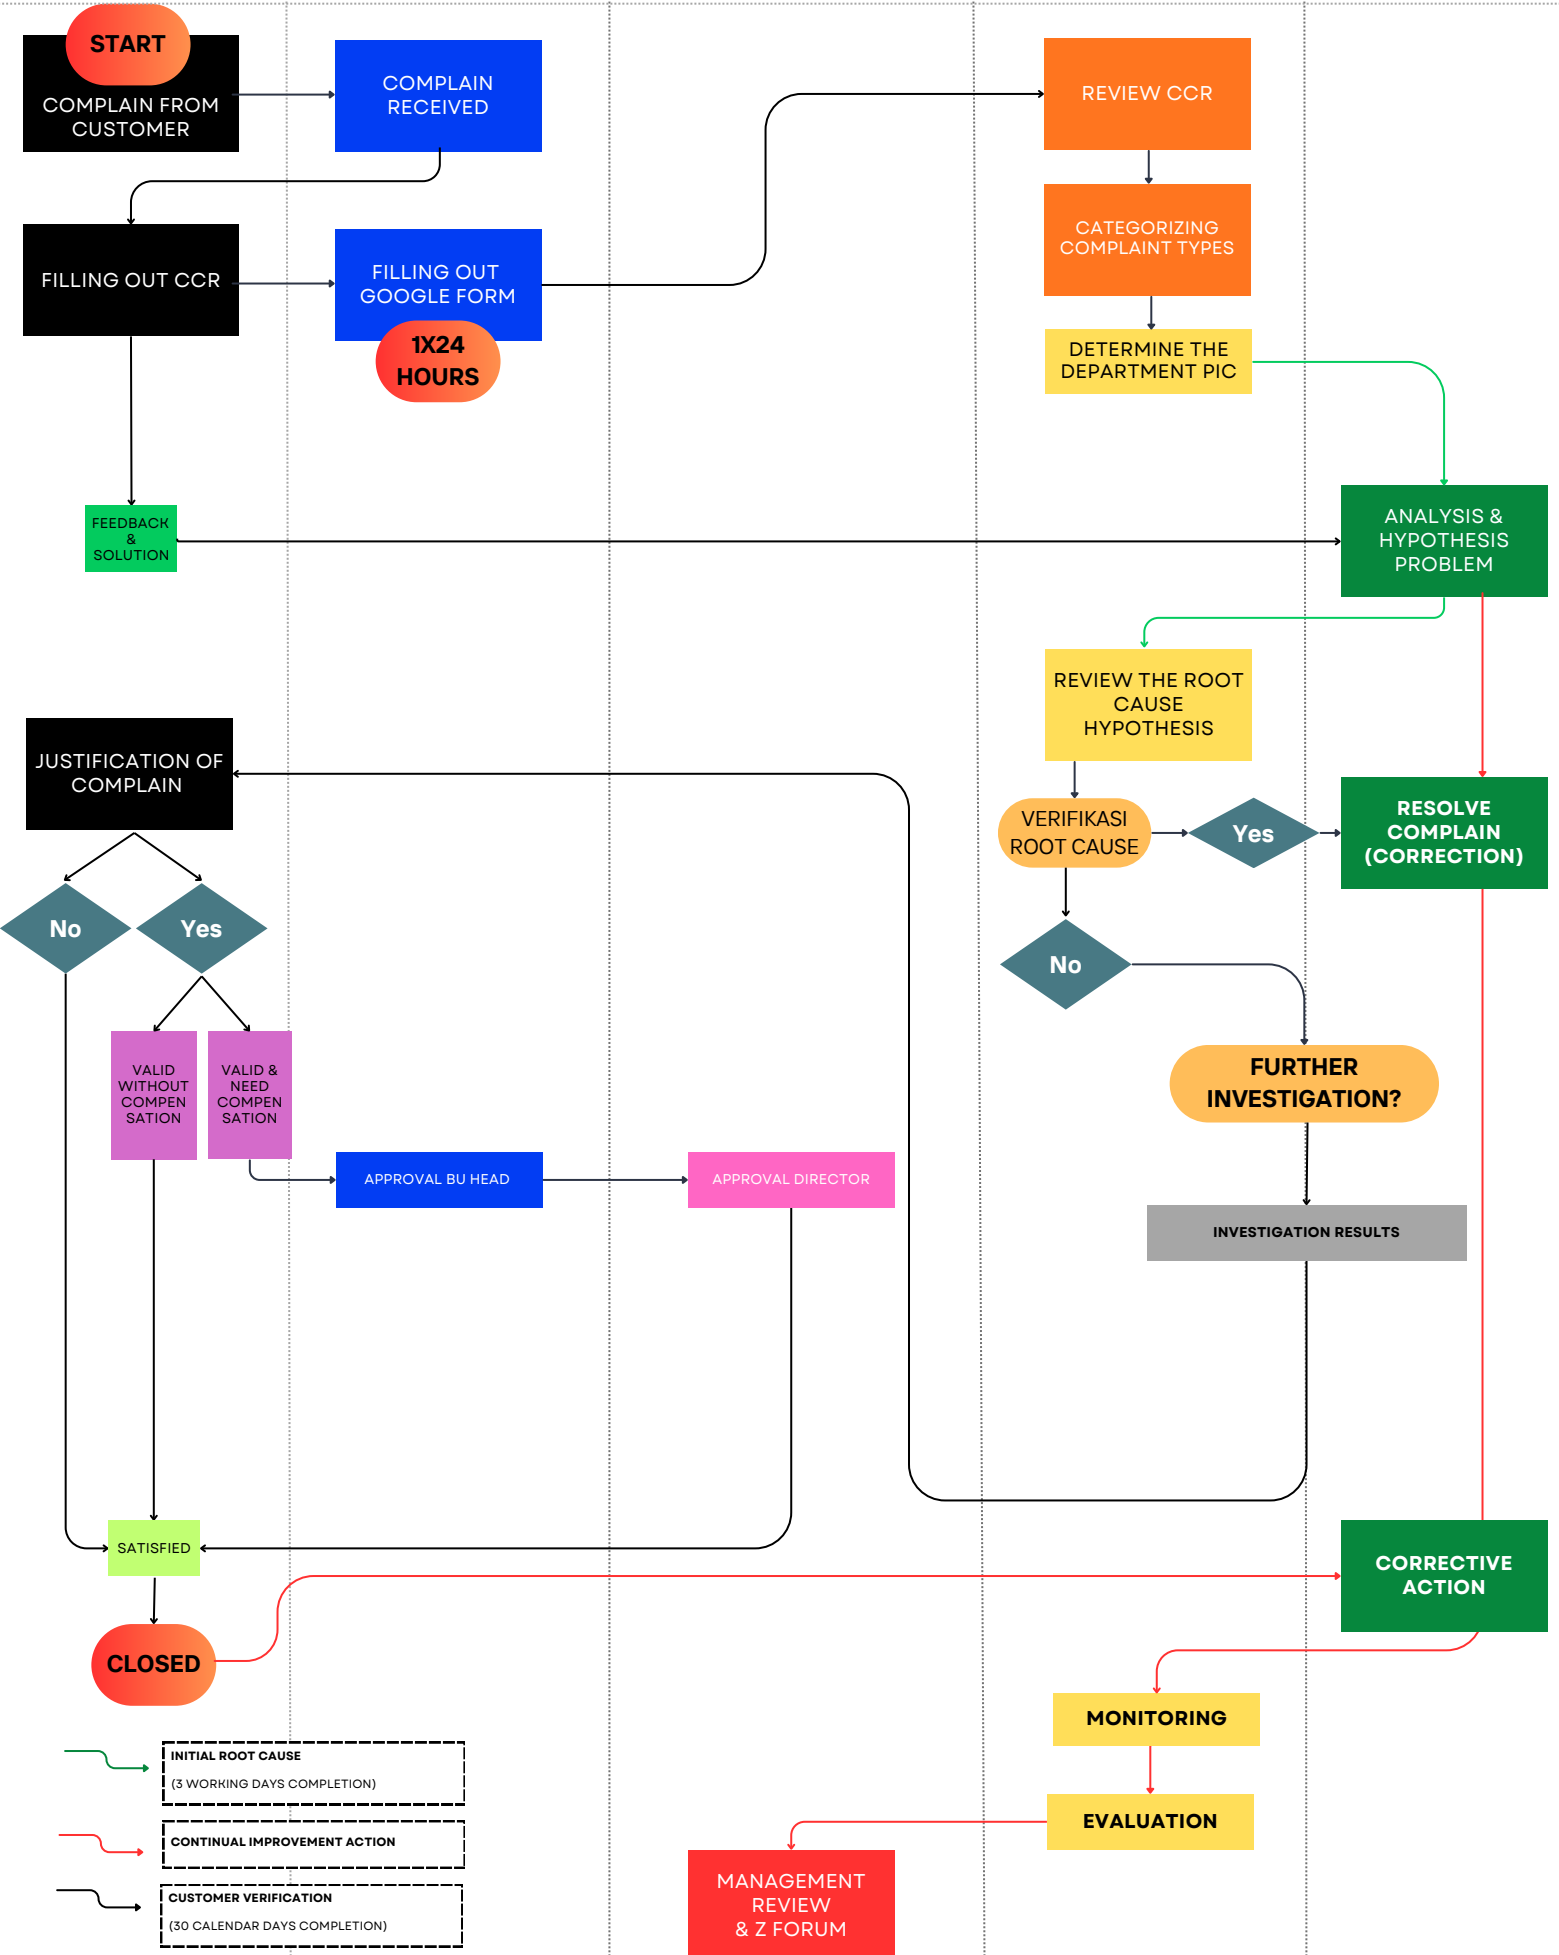 START
COMPLAIN FROM
CUSTOMER
COMPLAIN
RECEIVED
REVIEW CCR
CATEGORIZING
COMPLAINT TYPES
FILLING OUT CCR
FILLING OUT
GOOGLE FORM
1X24
HOURS
DETERMINE THE
DEPARTMENT PIC
FEEDBACK
&
SOLUTION
ANALYSIS &
HYPOTHESIS
PROBLEM
REVIEW THE ROOT
CAUSE
HYPOTHESIS
JUSTIFICATION OF
COMPLAIN
VERIFIKASI
ROOT CAUSE
Yes
RESOLVE
COMPLAIN
(CORRECTION)
No
Yes
No
FURTHER
INVESTIGATION?
VALID
WITHOUT
COMPEN
SATION
VALID &
NEED
COMPEN
SATION
APPROVAL BU HEAD
APPROVAL DIRECTOR
INVESTIGATION RESULTS
SATISFIED
CORRECTIVE
ACTION
CLOSED
MONITORING
EVALUATION
MANAGEMENT
REVIEW
& Z FORUM
INITIAL ROOT CAUSE
(3 WORKING DAYS COMPLETION)
CONTINUAL IMPROVEMENT ACTION
CUSTOMER VERIFICATION
(30 CALENDAR DAYS COMPLETION)